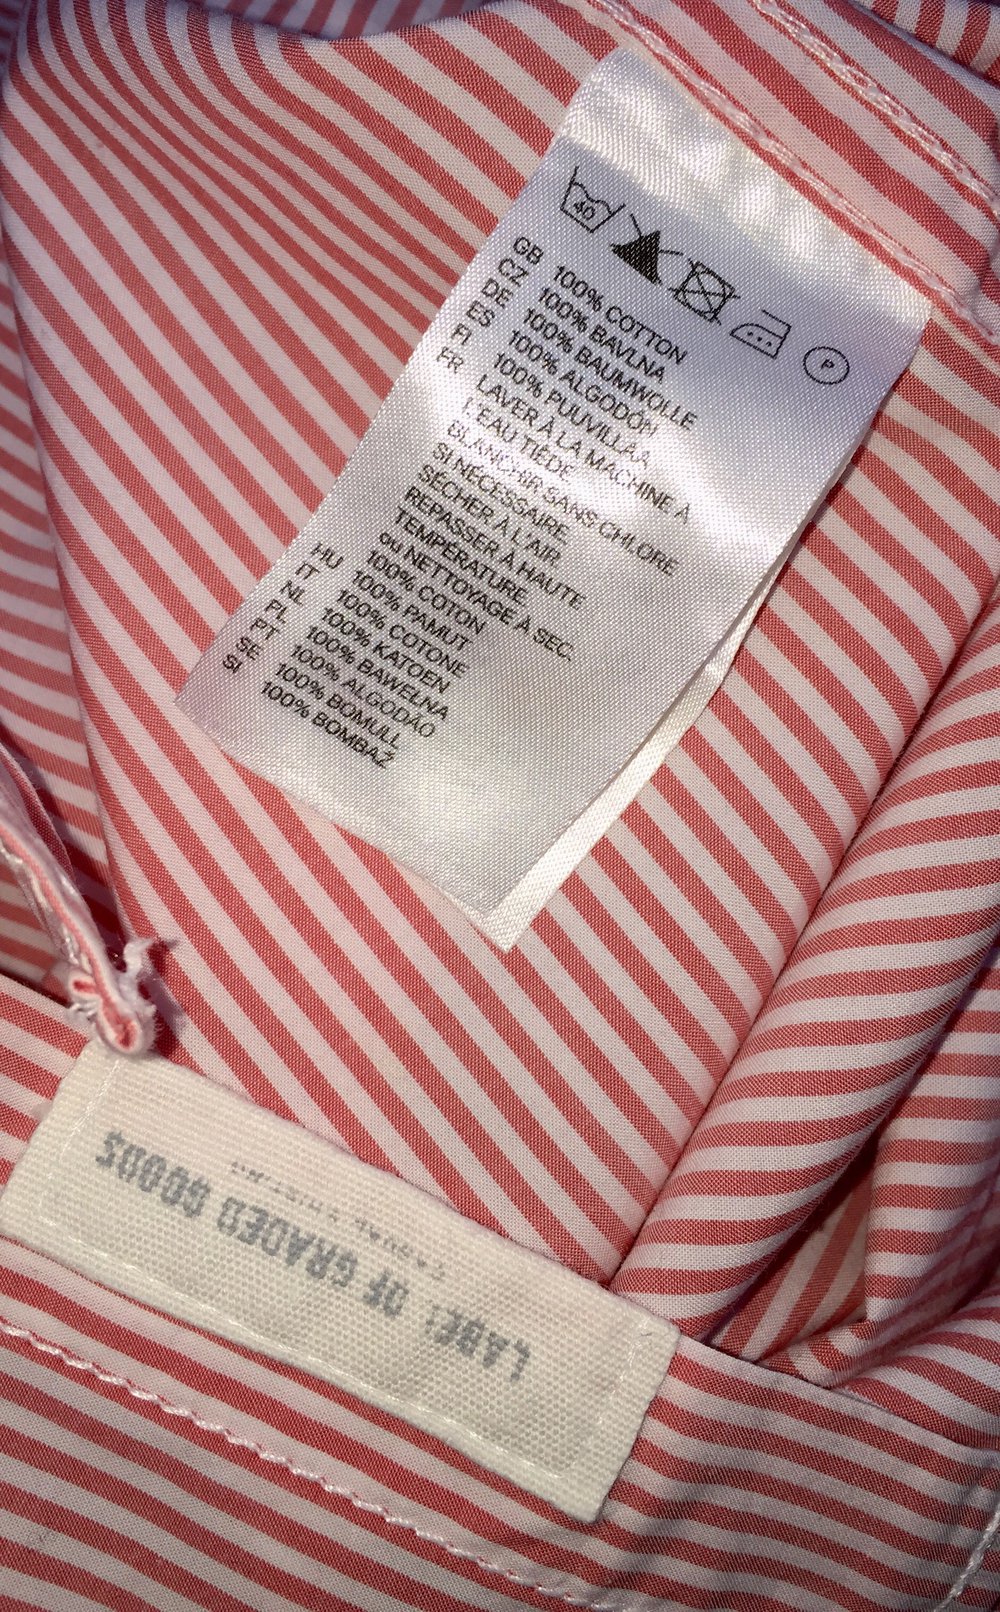 40
P
GB 100% COTTON
CZ 100% BAVLNA
DE 100% BAUMWOLLE
ES 100% ALGODÓN
FI 100% PUUVILLAA
FR LAVER À LA MACHINE À
L'EAU TIÈDE
BLANCHIR SANS CHLORE
SI NÉCESSAIRE
SÉCHER À L'AIR
REPASSER À HAUTE
TEMPÉRATURE.
ou NETTOYAGE À SEC.
100% COTON
HU 100% PAMUT
IT 100% COTONE
NL 100% KATOEN
PL 100% BAWEŁNA
PT 100% ALGODÃO
SE 100% BOMULL
SI 100% BOMBAŽ
LABEL OF GRADED GOODS